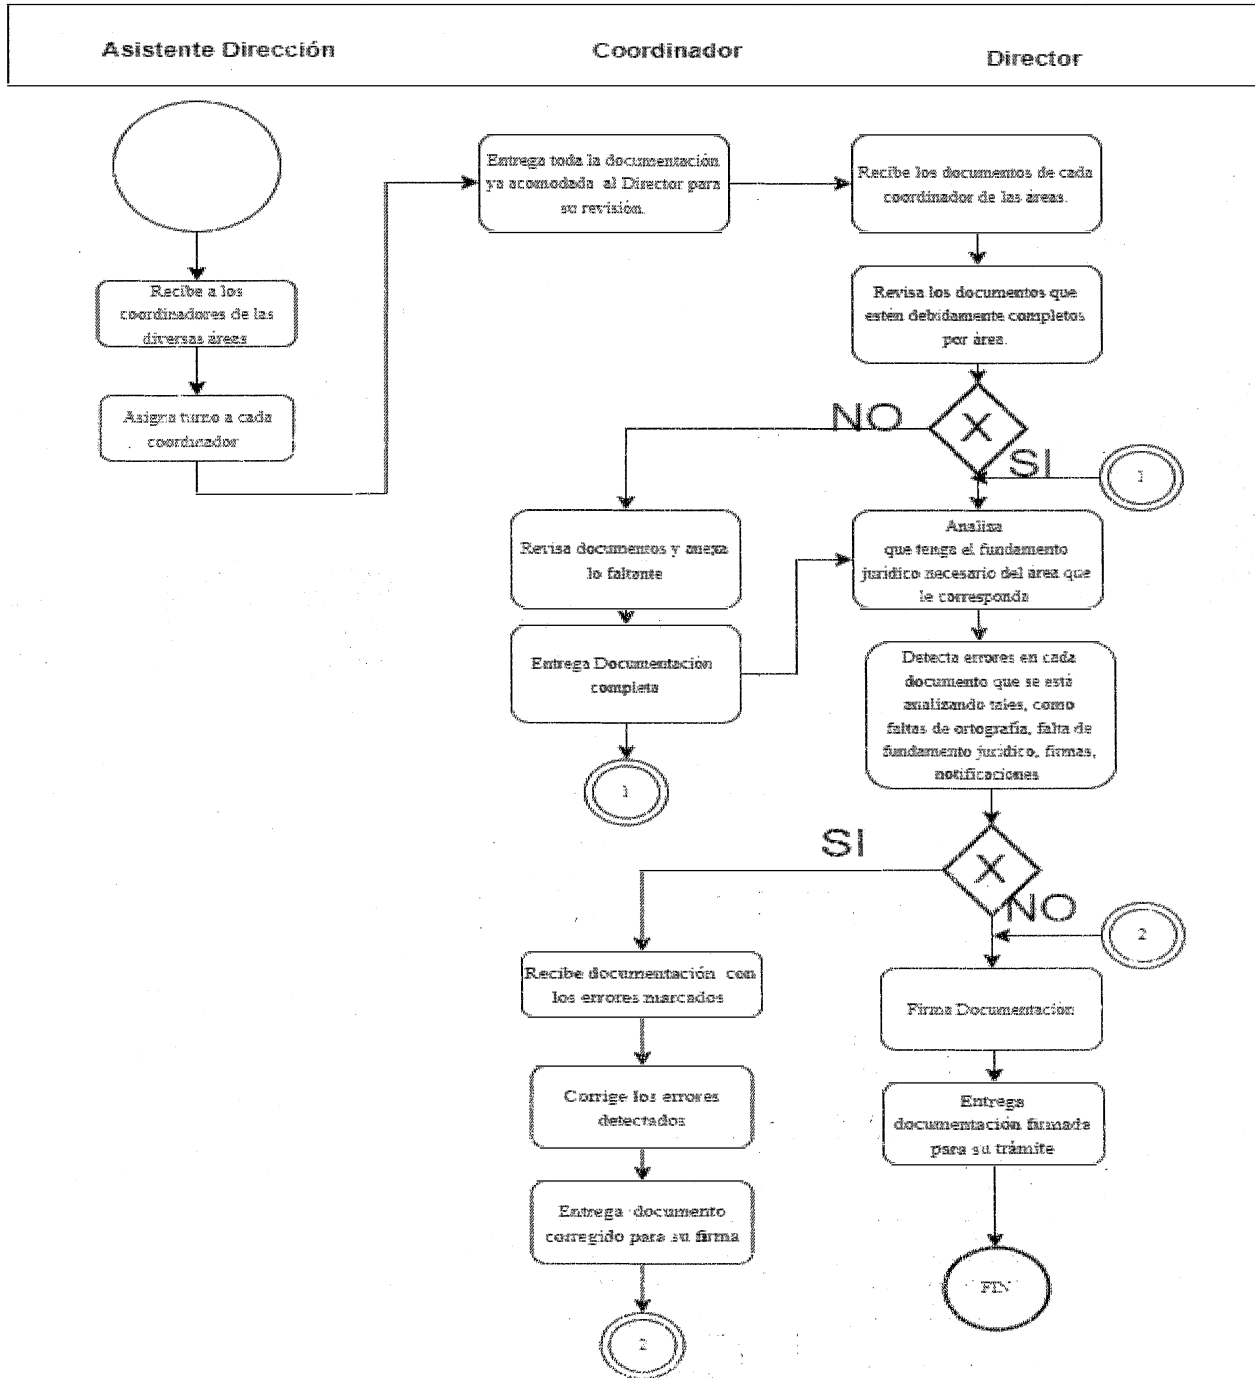 Asistente Dirección
Coordinador
Director
Entrega toda la documentación
ya acomodada al Director para
su revisión.
Recibe los documentos de cada
coordinador de las áreas.
Recibe a los
coordinadores de las
diversas áreas
Revisa los documentos que
estén debidamente completos
por área.
Asigna turno a cada
coordinador
NO
X
SI
1
Revisa documentos y anexa
lo faltante
Analiza
que tenga el fundamento
jurídico necesario del área que
le corresponda
Entrega Documentación
completa
Detecta errores en cada
documento que se está
analizando tales, como
faltas de ortografía, falta de
fundamento jurídico, firmas,
notificaciones
1
SI
X
NO
2
Recibe documentación con
los errores marcados
Firma Documentación
Corrige los errores
detectados
Entrega
documentación firmada
para su trámite
Entrega documento
corregido para su firma
FIN
2